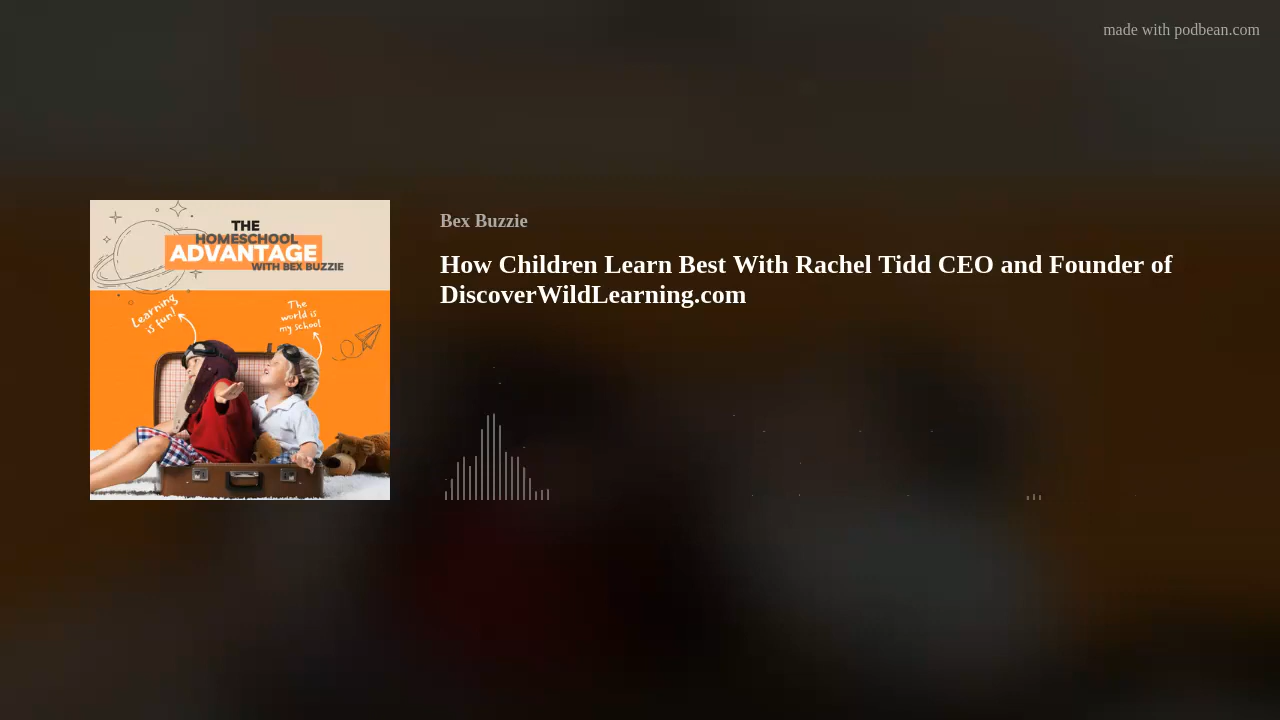 made with podbean.com
THE
HOMESCHOOL
ADVANTAGE
WITH BEX BUZZIE
Learning
is fun!
The
world is
my school
Bex Buzzie
How Children Learn Best With Rachel Tidd CEO and Founder of
DiscoverWildLearning.com